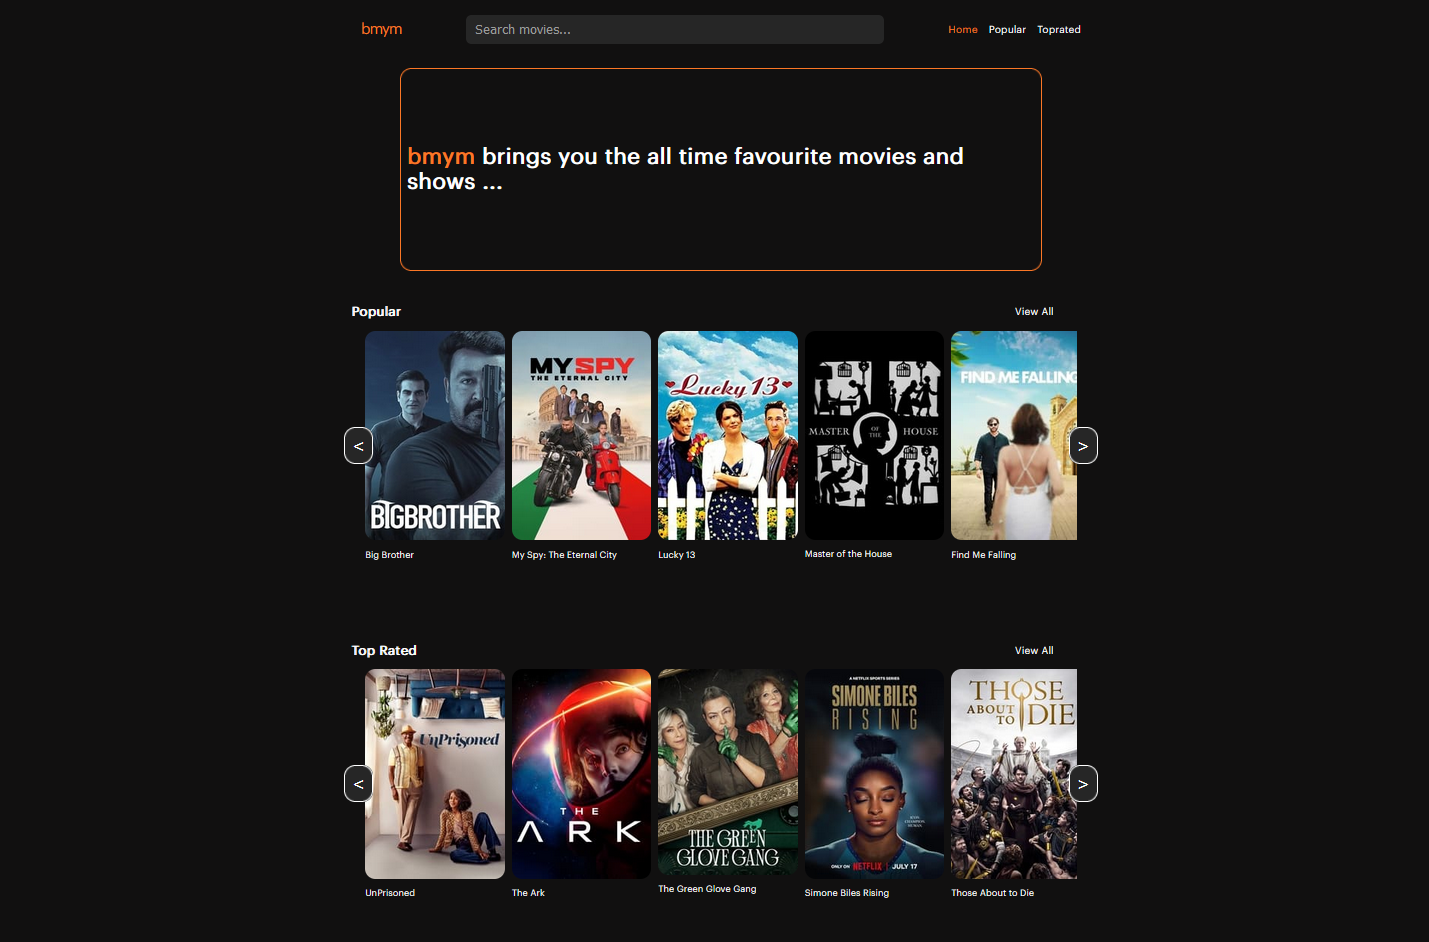 bmym
Search movies...
Home Popular Toprated
bmym brings you the all time favourite movies and
shows ...
Popular
View All
BIGBROTHER
MY SPY
THE ETERNAL CITY
Lucky 13
MASTER OF THE HOUSE
FIND ME FALLING
<
>
Big Brother
My Spy: The Eternal City
Lucky 13
Master of the House
Find Me Falling
Top Rated
View All
UnPrisoned
THE
ARK
THE GREEN
GLOVE GANG
A NETFLIX SPORTS SERIES
SIMONE BILES
RISING
ONLY ON NETFLIX | JULY 17
THOSE
ABOUT TO DIE
<
>
UnPrisoned
The Ark
The Green Glove Gang
Simone Biles Rising
Those About to Die